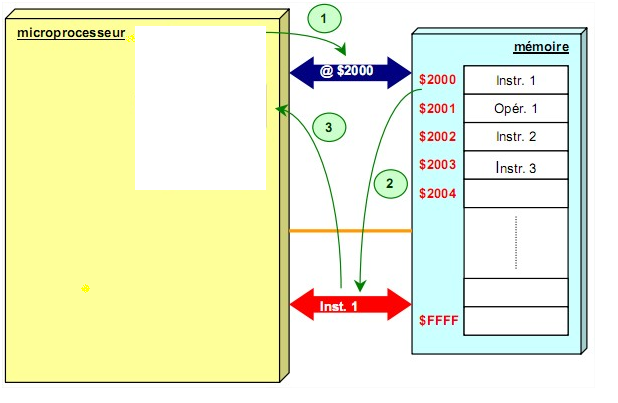 microprocesseur
1
mémoire
@ $2000
$2000
Instr. 1
$2001
Opér. 1
3
$2002
Instr. 2
$2003
Instr. 3
2
$2004
Inst. 1
$FFFF